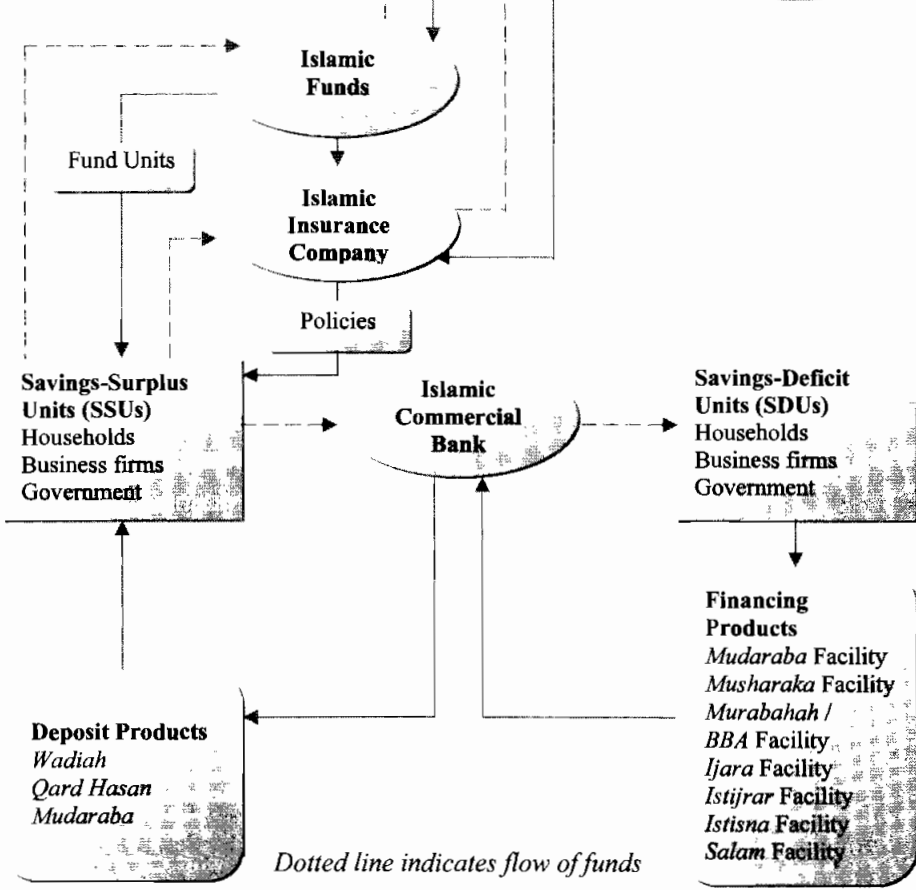 Islamic
Funds
Fund Units
Islamic
Insurance
Company
Policies
Savings-Surplus
Units (SSUs)
Households
Business firms
Government
Islamic
Commercial
Bank
Savings-Deficit
Units (SDUs)
Households
Business firms
Government
Financing
Products
Mudaraba Facility
Musharaka Facility
Murabahah /
BBA Facility
Ijara Facility
Istijrar Facility
Istisna Facility
Salam Facility
Deposit Products
Wadiah
Qard Hasan
Mudaraba
Dotted line indicates flow of funds